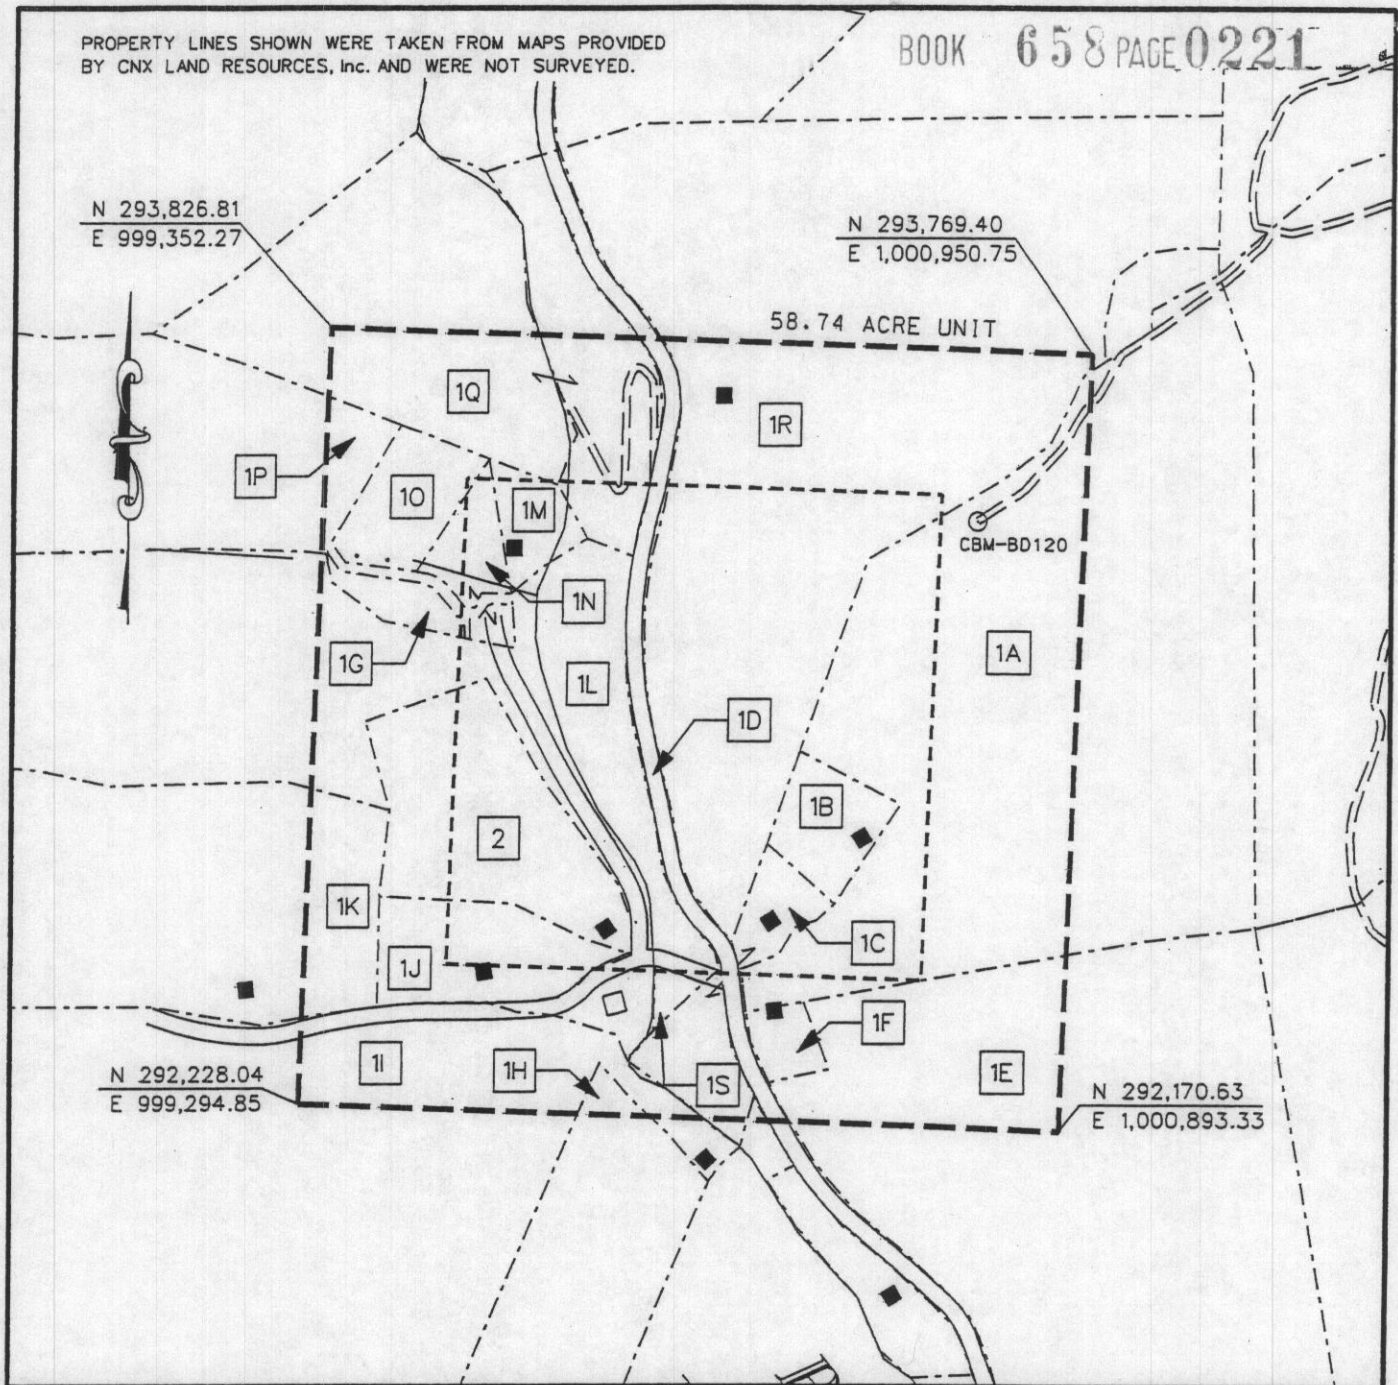 PROPERTY LINES SHOWN WERE TAKEN FROM MAPS PROVIDED
BY CNX LAND RESOURCES, Inc. AND WERE NOT SURVEYED.
BOOK 658 PAGE 0221
N 293,826.81
E 999,352.27
N 293,769.40
E 1,000,950.75
58.74 ACRE UNIT
1Q
1R
1P
1O
1M
CBM-BD120
1N
1G
1A
1L
1D
1B
2
1K
1C
1J
1F
1I
1H
1S
1E
N 292,228.04
E 999,294.85
N 292,170.63
E 1,000,893.33